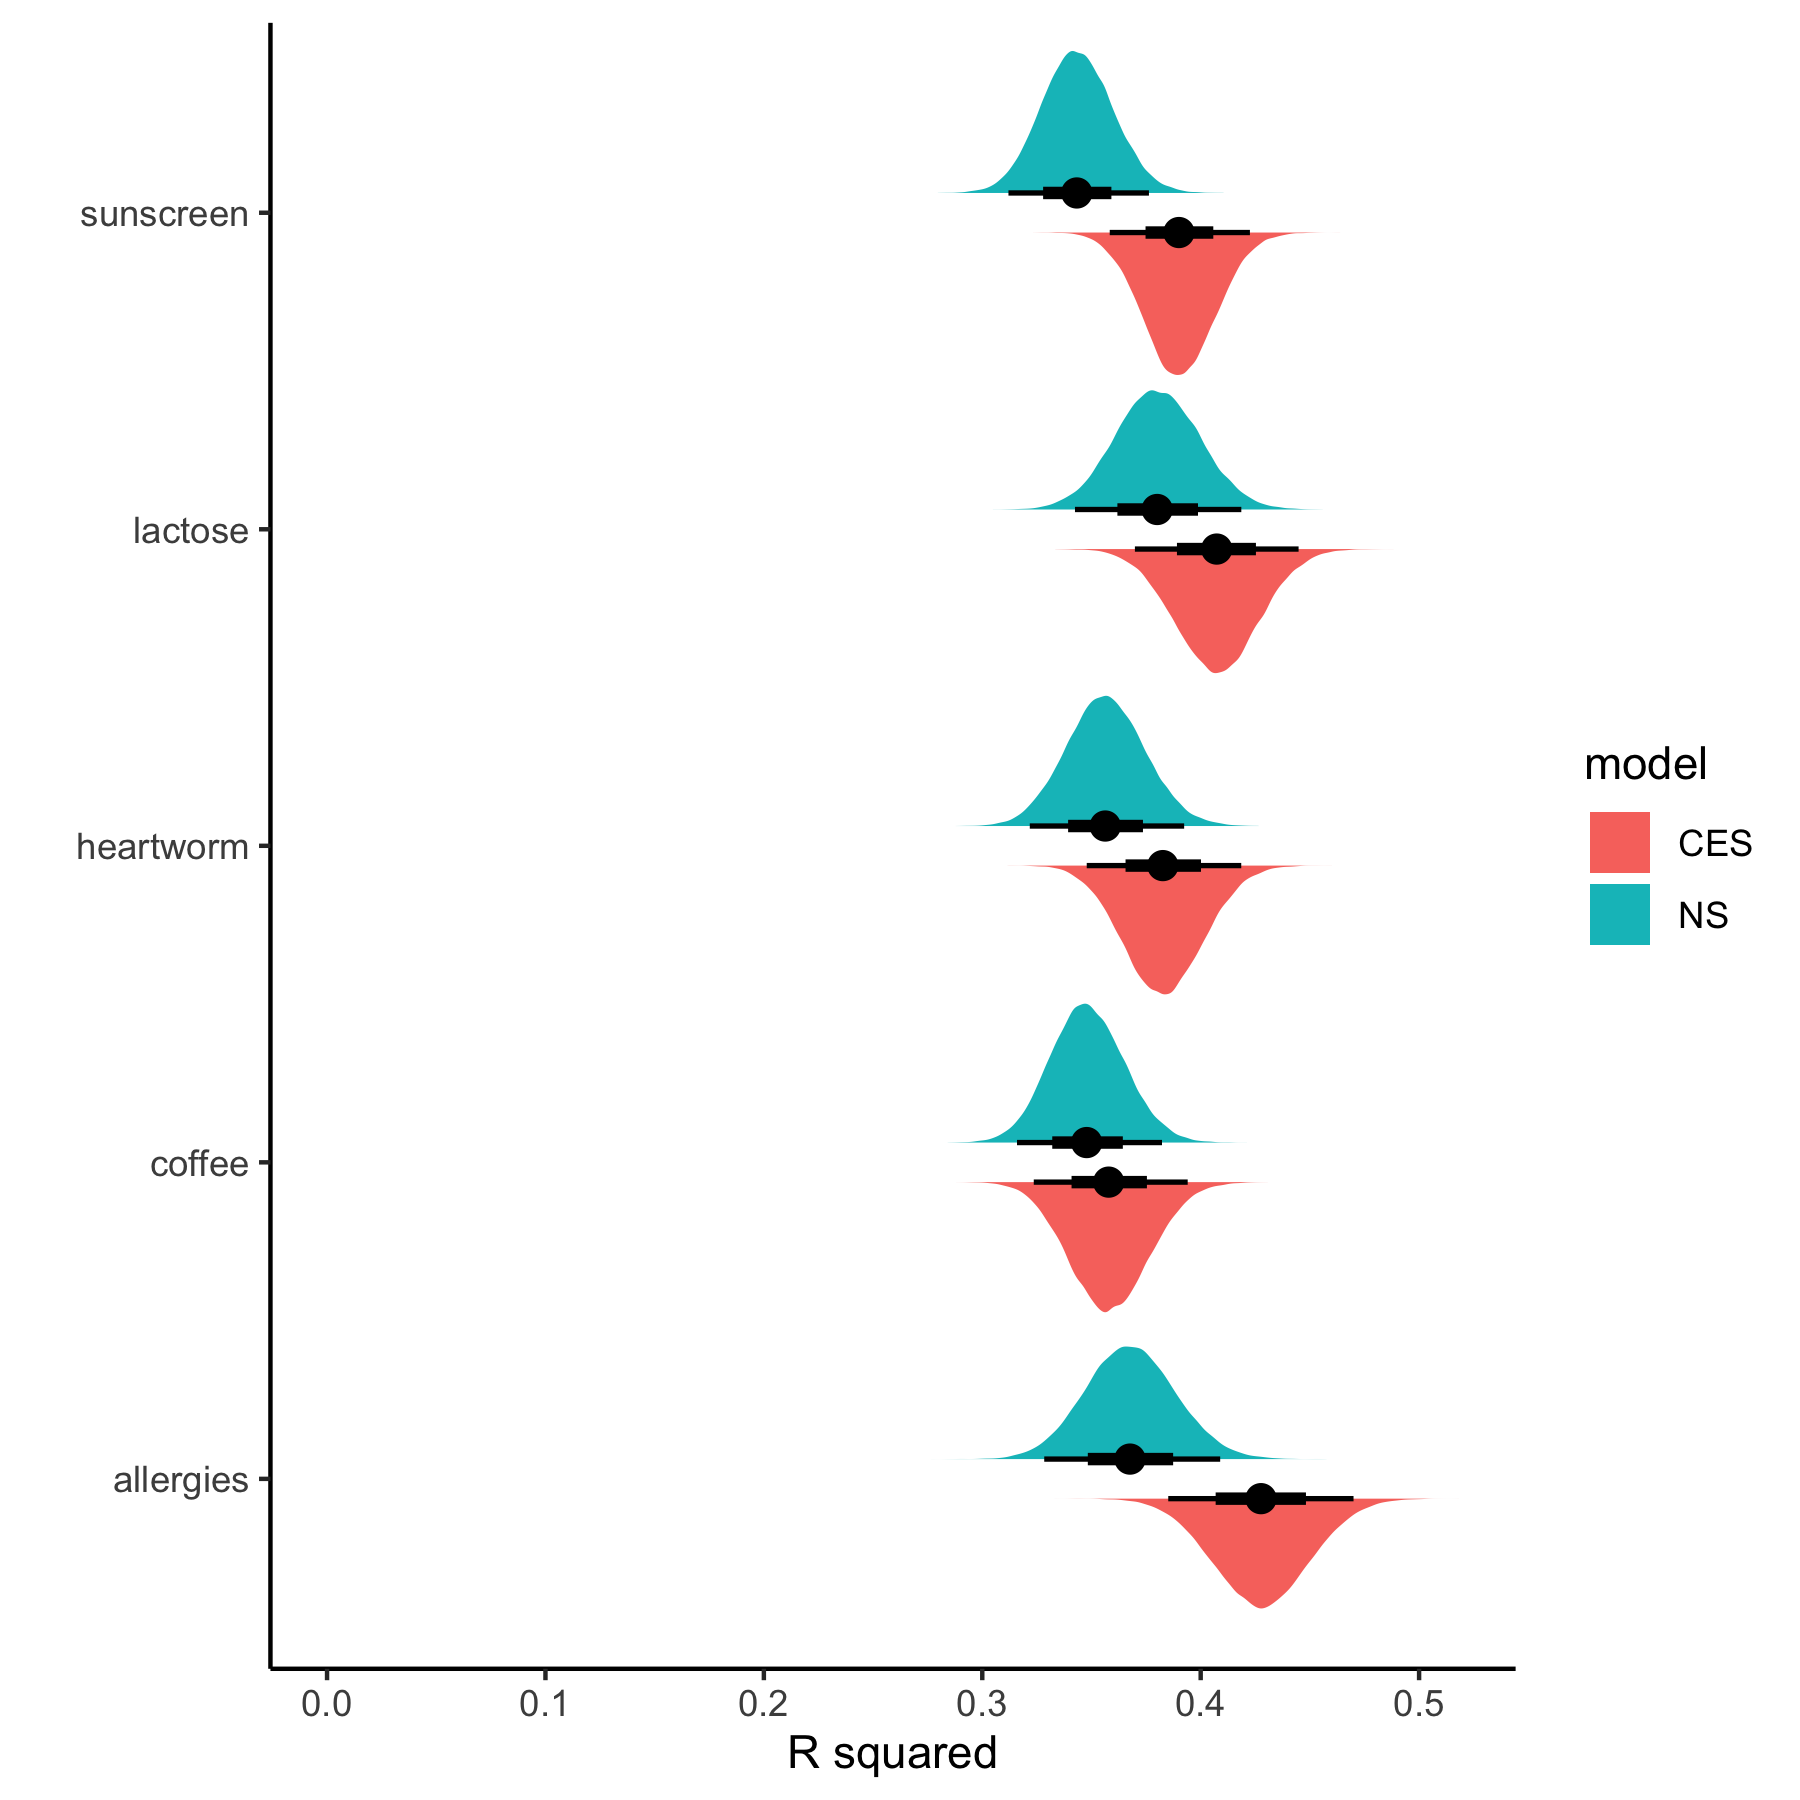 sunscreen
lactose
heartworm
coffee
allergies
0.0 0.1 0.2 0.3 0.4 0.5
R squared
model
CES
NS